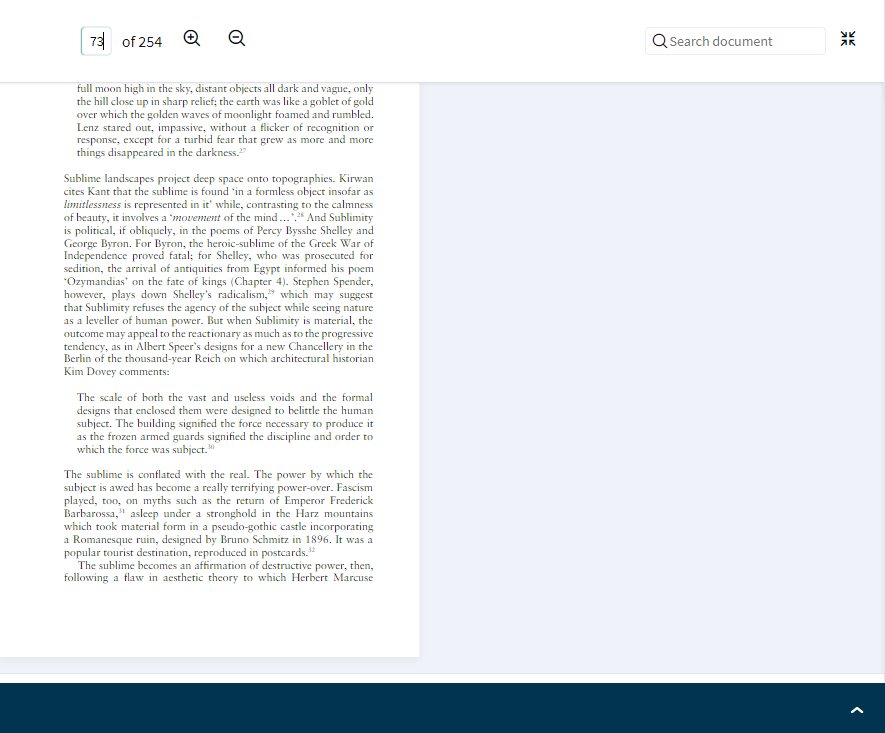 73 of 254 Search document
full moon high in the sky, distant objects all dark and vague, only
the hill close up in sharp relief; the earth was like a goblet of gold
over which the golden waves of moonlight foamed and rumbled.
Lenz stared out, impassive, without a flicker of recognition or
response, except for a turbid fear that grew as more and more
things disappeared in the darkness.27
Sublime landscapes project deep space onto topographies. Kirwan
cites Kant that the sublime is found ‘in a formless object insofar as
limitlessness is represented in it’ while, contrasting to the calmness
of beauty, it involves a ‘movement of the mind ... ’.28 And Sublimity
is political, if obliquely, in the poems of Percy Bysshe Shelley and
George Byron. For Byron, the heroic-sublime of the Greek War of
Independence proved fatal; for Shelley, who was prosecuted for
sedition, the arrival of antiquities from Egypt informed his poem
‘Ozymandias’ on the fate of kings (Chapter 4). Stephen Spender,
however, plays down Shelley’s radicalism,29 which may suggest
that Sublimity refuses the agency of the subject while seeing nature
as a leveller of human power. But when Sublimity is material, the
outcome may appeal to the reactionary as much as to the progressive
tendency, as in Albert Speer’s designs for a new Chancellery in the
Berlin of the thousand-year Reich on which architectural historian
Kim Dovey comments:
The scale of both the vast and useless voids and the formal
designs that enclosed them were designed to belittle the human
subject. The building signified the force necessary to produce it
as the frozen armed guards signified the discipline and order to
which the force was subject.30
The sublime is conflated with the real. The power by which the
subject is awed has become a really terrifying power-over. Fascism
played, too, on myths such as the return of Emperor Frederick
Barbarossa,31 asleep under a stronghold in the Harz mountains
which took material form in a pseudo-gothic castle incorporating
a Romanesque ruin, designed by Bruno Schmitz in 1896. It was a
popular tourist destination, reproduced in postcards.32
The sublime becomes an affirmation of destructive power, then,
following a flaw in aesthetic theory to which Herbert Marcuse